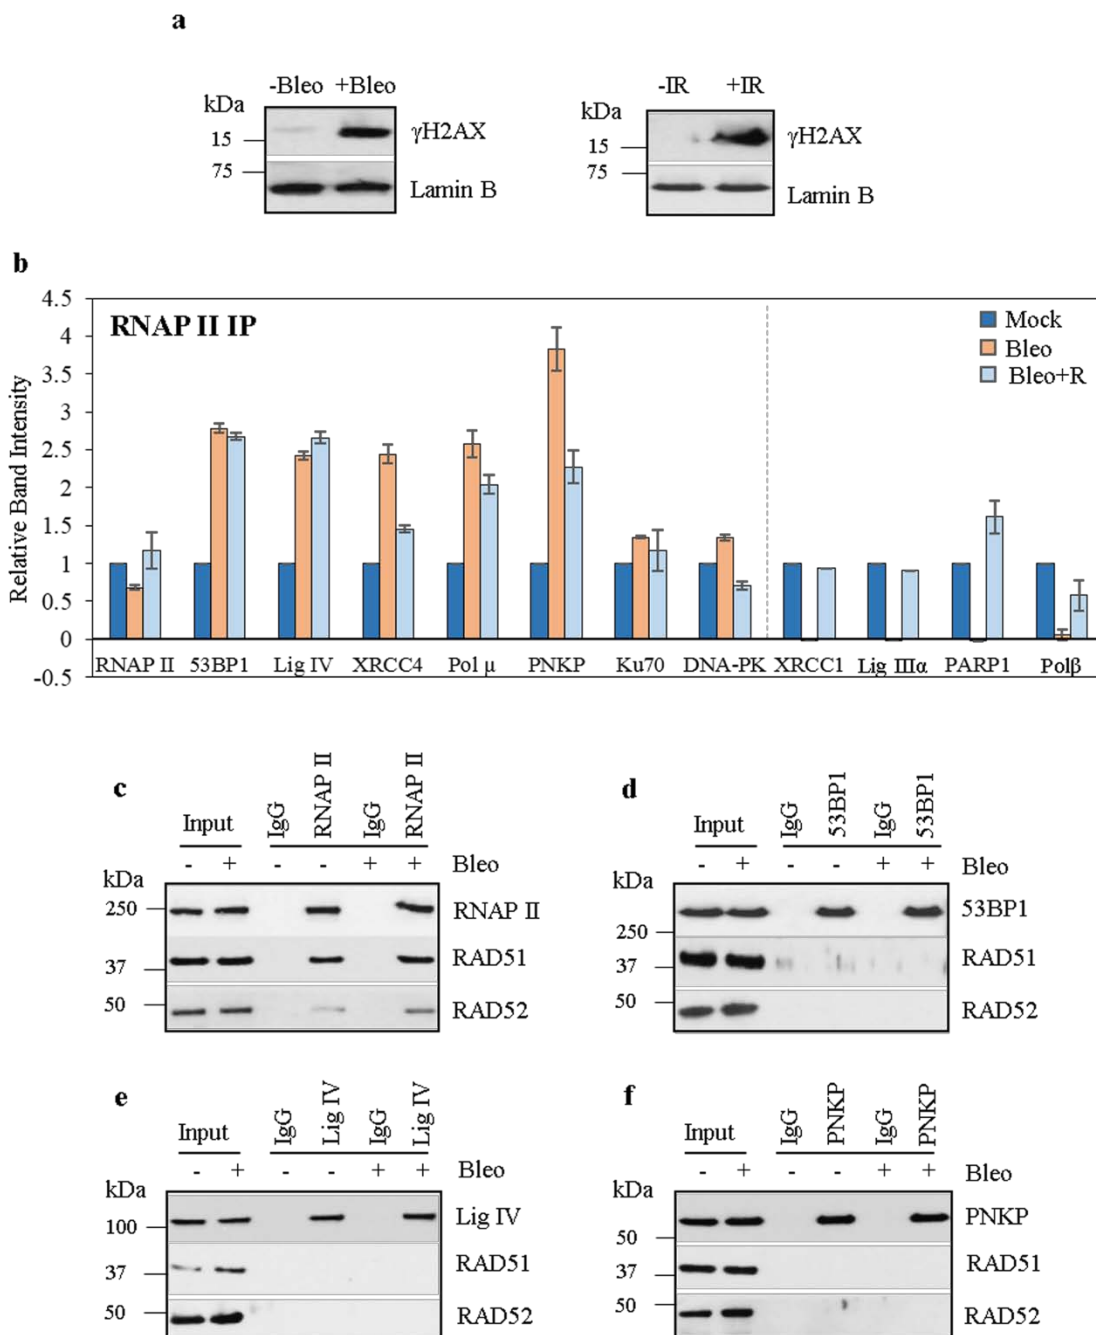 a
-Bleo +Bleo
kDa
15
75
γH2AX
Lamin B
-IR +IR
15
75
γH2AX
Lamin B
b
RNAP II IP
Relative Band Intensity
4.5
4
3.5
3
2.5
2
1.5
1
0.5
0
-0.5
Mock
Bleo
Bleo+R
RNAP II 53BP1 Lig IV XRCC4 Pol μ PNKP Ku70 DNA-PK XRCC1 Lig IIIα PARP1 Polβ
c
Input IgG RNAP II IgG RNAP II
- + - - + + Bleo
kDa
250 RNAP II
37 RAD51
50 RAD52
d
Input IgG 53BP1 IgG 53BP1
- + - - + + Bleo
kDa
53BP1
250
37 RAD51
50 RAD52
e
Input IgG Lig IV IgG Lig IV
- + - - + + Bleo
kDa
100 Lig IV
37 RAD51
50 RAD52
f
Input IgG PNKP IgG PNKP
- + - - + + Bleo
kDa
PNKP
50
37 RAD51
50 RAD52